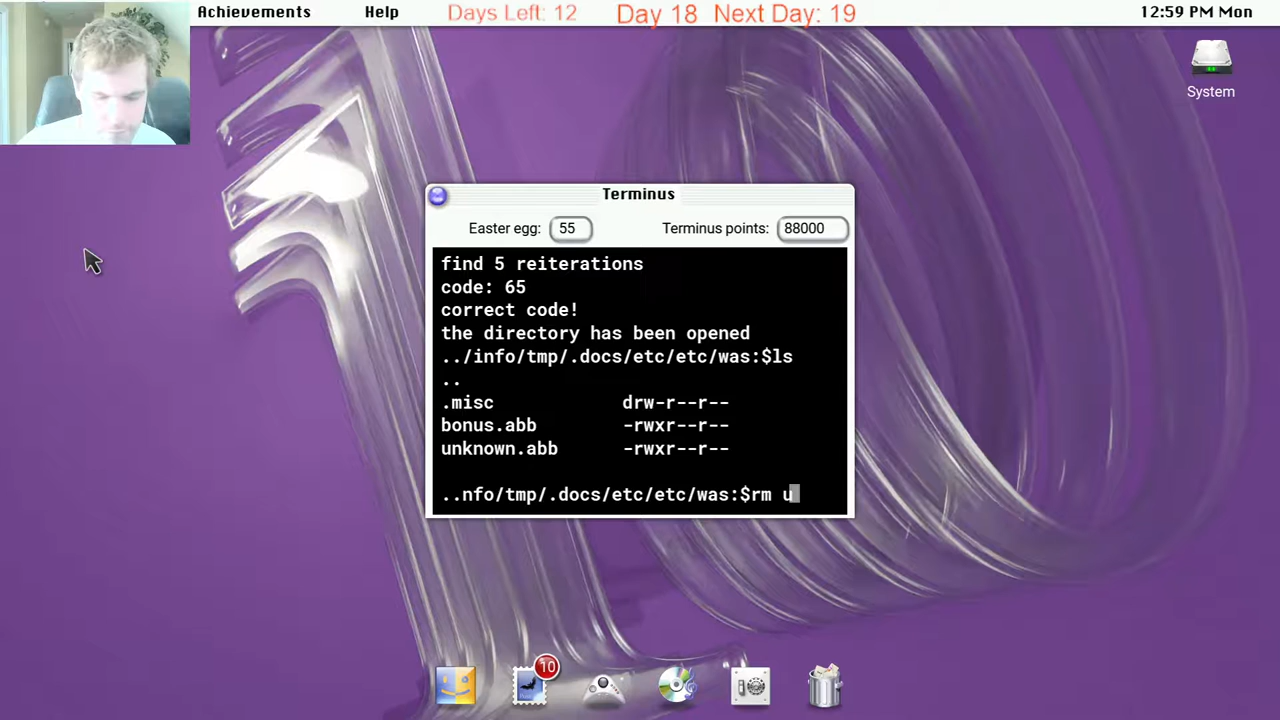 Achievements Help Days Left: 12 Day 18 Next Day: 19 12:59 PM Mon
System
Terminus
Easter egg: 55 Terminus points: 88000
find 5 reiterations
code: 65
correct code!
the directory has been opened
../info/tmp/.docs/etc/etc/was:$ls
..
.misc drw-r--r--
bonus.abb -rwxr--r--
unknown.abb -rwxr--r--
..nfo/tmp/.docs/etc/etc/was:$rm u
10